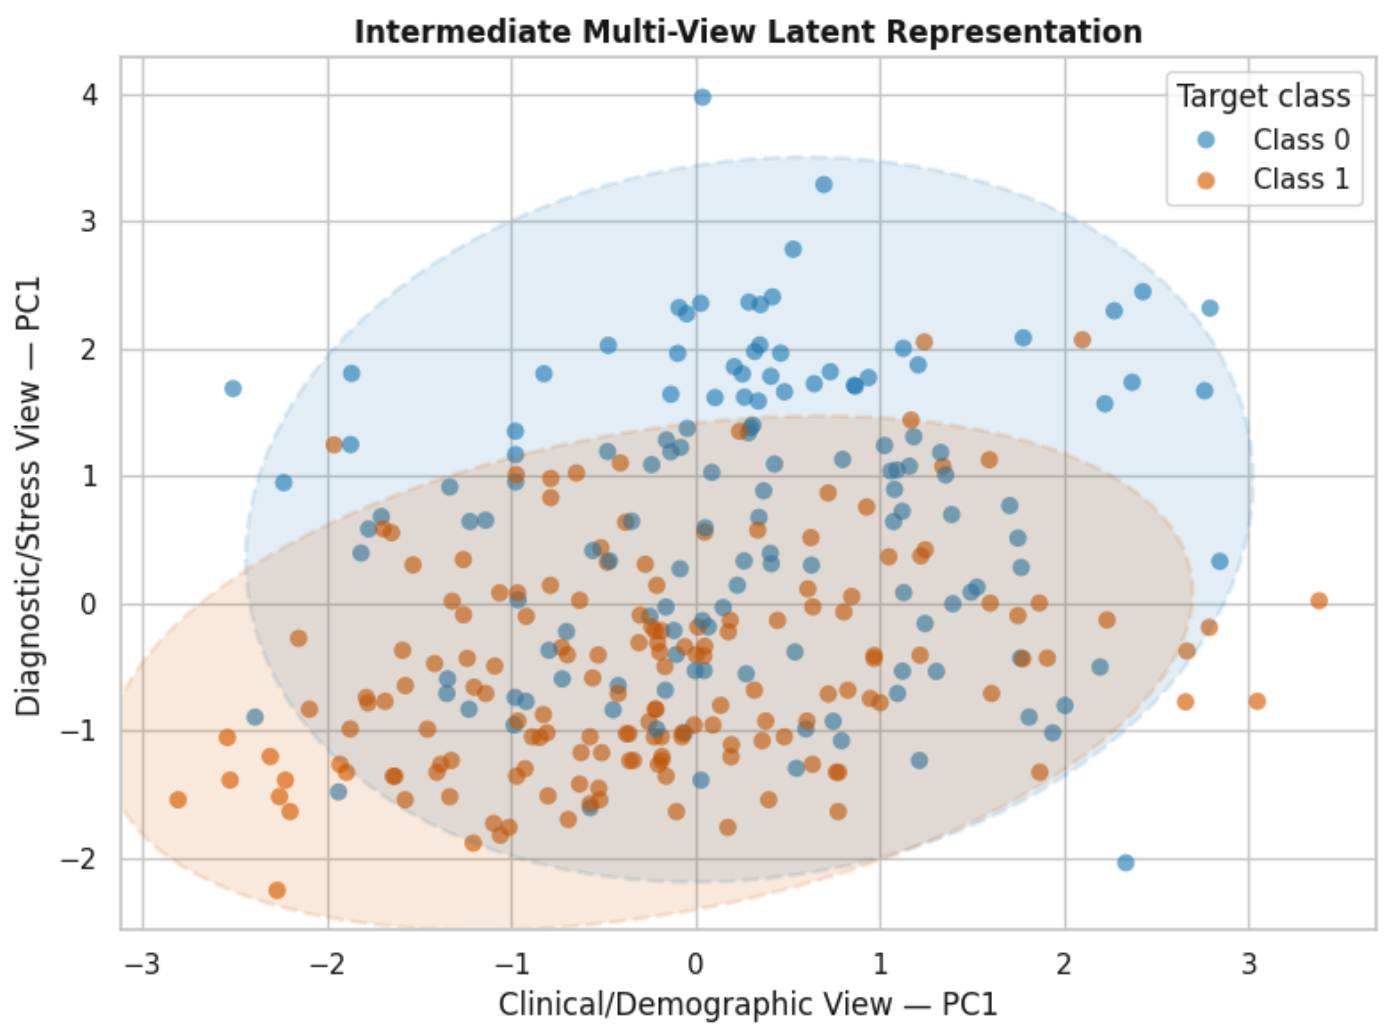 Intermediate Multi-View Latent Representation
Target class
Class 0
Class 1
Diagnostic/Stress View — PC1
4
3
2
1
0
−1
−2
−3
−2
−1
0
1
2
3
Clinical/Demographic View — PC1